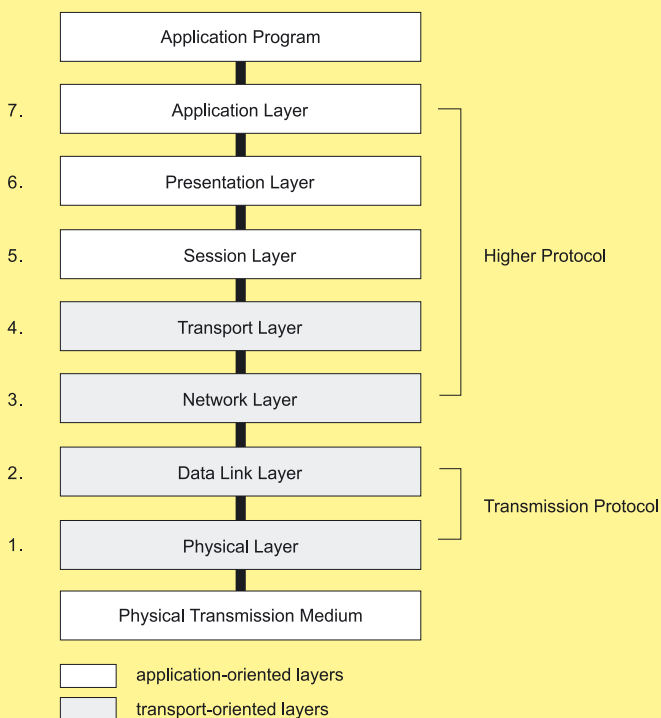 Application Program
7. Application Layer
6. Presentation Layer
5. Session Layer
Higher Protocol
4. Transport Layer
3. Network Layer
2. Data Link Layer
Transmission Protocol
1. Physical Layer
Physical Transmission Medium
application-oriented layers
transport-oriented layers